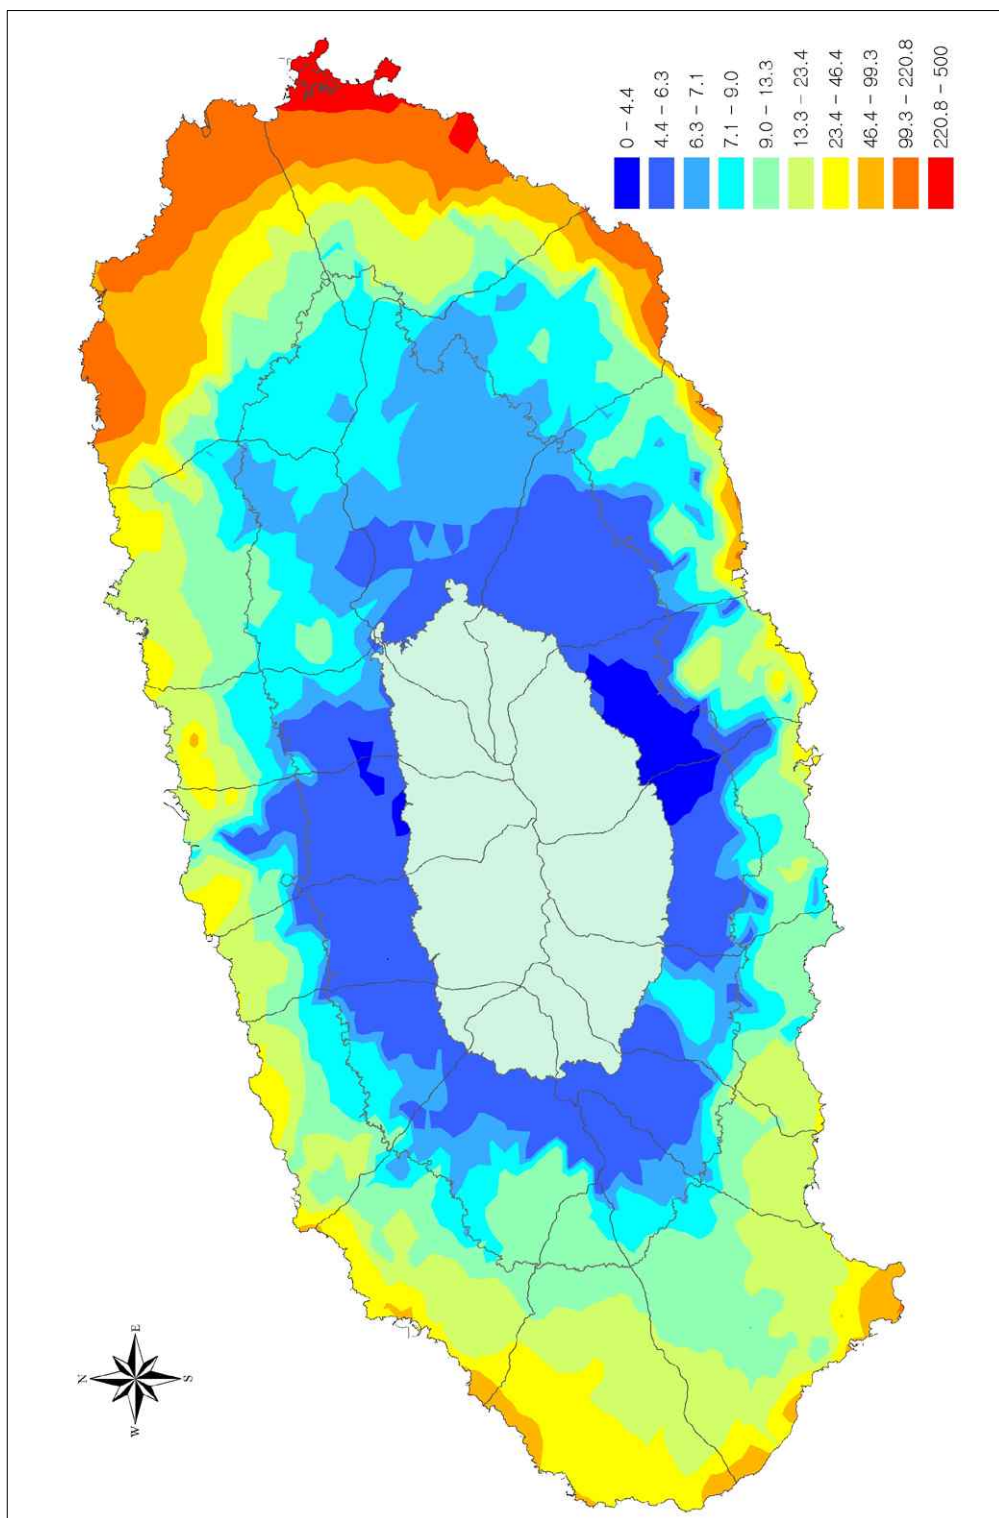 0 – 4.4
4.4 – 6.3
6.3 – 7.1
7.1 – 9.0
9.0 – 13.3
13.3 – 23.4
23.4 – 46.4
46.4 – 99.3
99.3 – 220.8
220.8 – 500
N
W
E
S